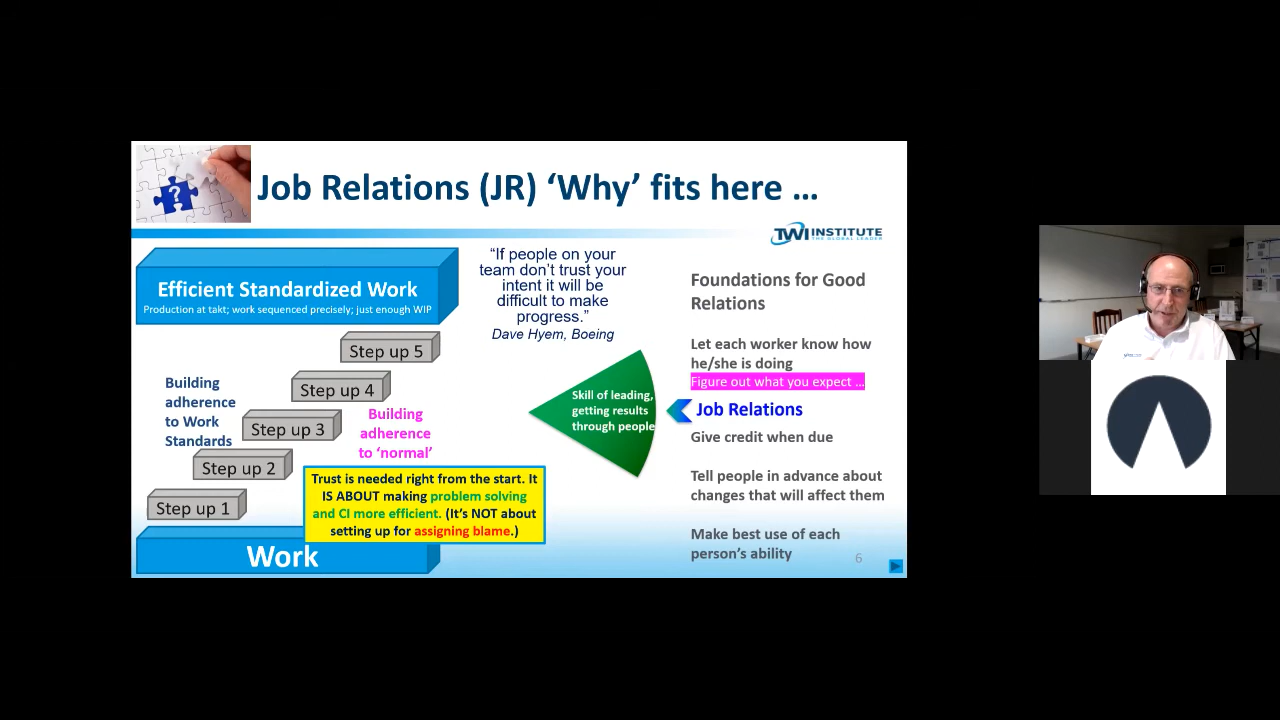 Job Relations (JR) ‘Why’ fits here …
?
TWI INSTITUTE
THE GLOBAL LEADER
Efficient Standardized Work
Production at takt; work sequenced precisely; just enough WIP
“If people on your
team don’t trust your
intent it will be
difficult to make
progress.”
Dave Hyem, Boeing
Step up 5
Step up 4
Step up 3
Step up 2
Step up 1
Building
adherence
to Work
Standards
Building
adherence
to ‘normal’
Trust is needed right from the start. It
IS ABOUT making problem solving
and CI more efficient. (It’s NOT about
setting up for assigning blame.)
Work
Skill of leading,
getting results
through people
Foundations for Good
Relations
Let each worker know how
he/she is doing
Figure out what you expect …
Job Relations
Give credit when due
Tell people in advance about
changes that will affect them
Make best use of each
person’s ability
6